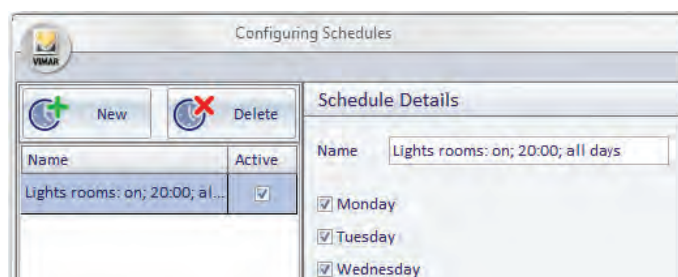 Configuring Schedules
VIMAR
New
Delete
Name
Active
Lights rooms: on; 20:00; al...
Schedule Details
Name
Lights rooms: on; 20:00; all days
Monday
Tuesday
Wednesday